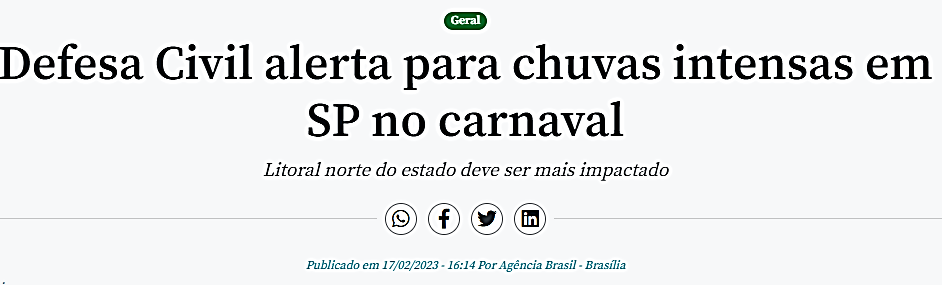 Geral
Defesa Civil alerta para chuvas intensas em
SP no carnaval
Litoral norte do estado deve ser mais impactado
Publicado em 17/02/2023 - 16:14 Por Agência Brasil - Brasília